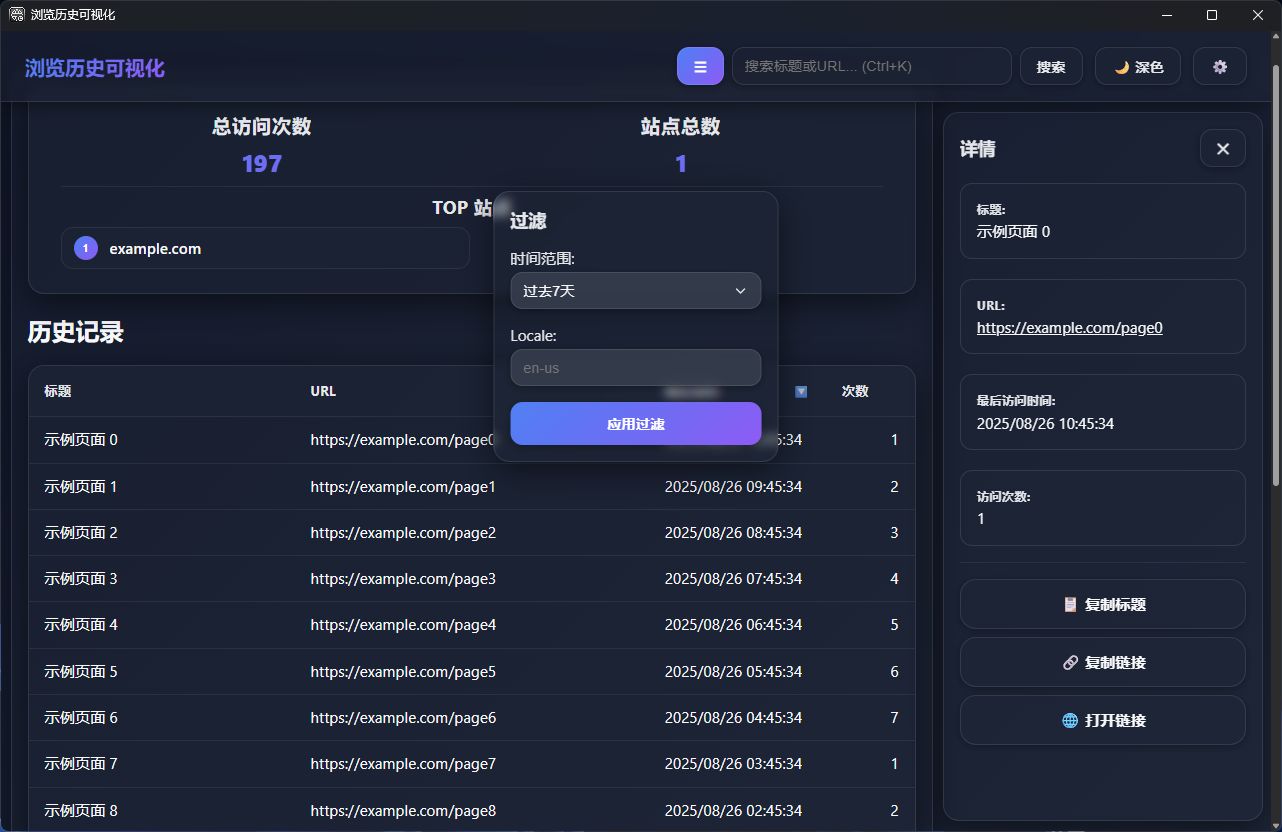 浏览历史可视化
浏览历史可视化
搜索标题或URL... (Ctrl+K)
搜索
🌙 深色
总访问次数
197
站点总数
1
TOP 站
1 example.com
过滤
时间范围:
过去7天
Locale:
en-us
应用过滤
历史记录
标题 URL 次数
示例页面 0 https://example.com/page0 5:34 1
示例页面 1 https://example.com/page1 2025/08/26 09:45:34 2
示例页面 2 https://example.com/page2 2025/08/26 08:45:34 3
示例页面 3 https://example.com/page3 2025/08/26 07:45:34 4
示例页面 4 https://example.com/page4 2025/08/26 06:45:34 5
示例页面 5 https://example.com/page5 2025/08/26 05:45:34 6
示例页面 6 https://example.com/page6 2025/08/26 04:45:34 7
示例页面 7 https://example.com/page7 2025/08/26 03:45:34 1
示例页面 8 https://example.com/page8 2025/08/26 02:45:34 2
详情
标题:
示例页面 0
URL:
https://example.com/page0
最后访问时间:
2025/08/26 10:45:34
访问次数:
1
复制标题
复制链接
打开链接